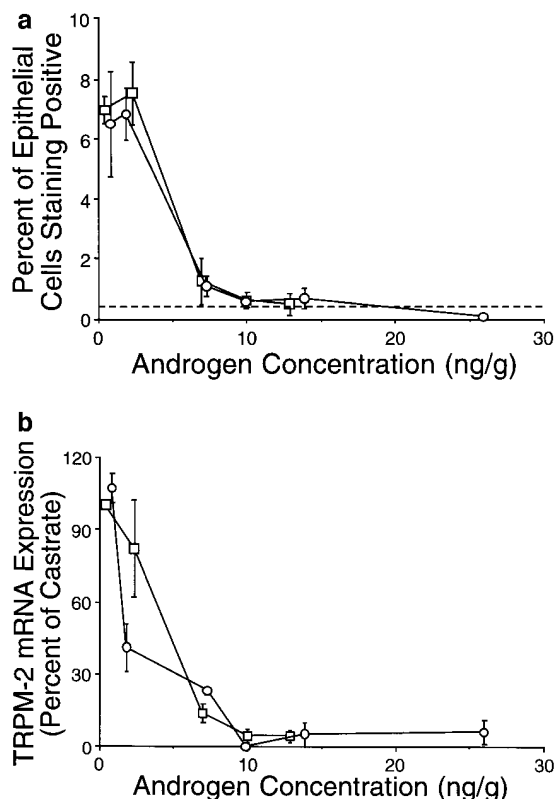 a
Percent of Epithelial
Cells Staining Positive
10
8
6
4
2
0
0 10 20 30
Androgen Concentration (ng/g)
b
TRPM-2 mRNA Expression
(Percent of Castrate)
120
90
60
30
0
0 10 20 30
Androgen Concentration (ng/g)